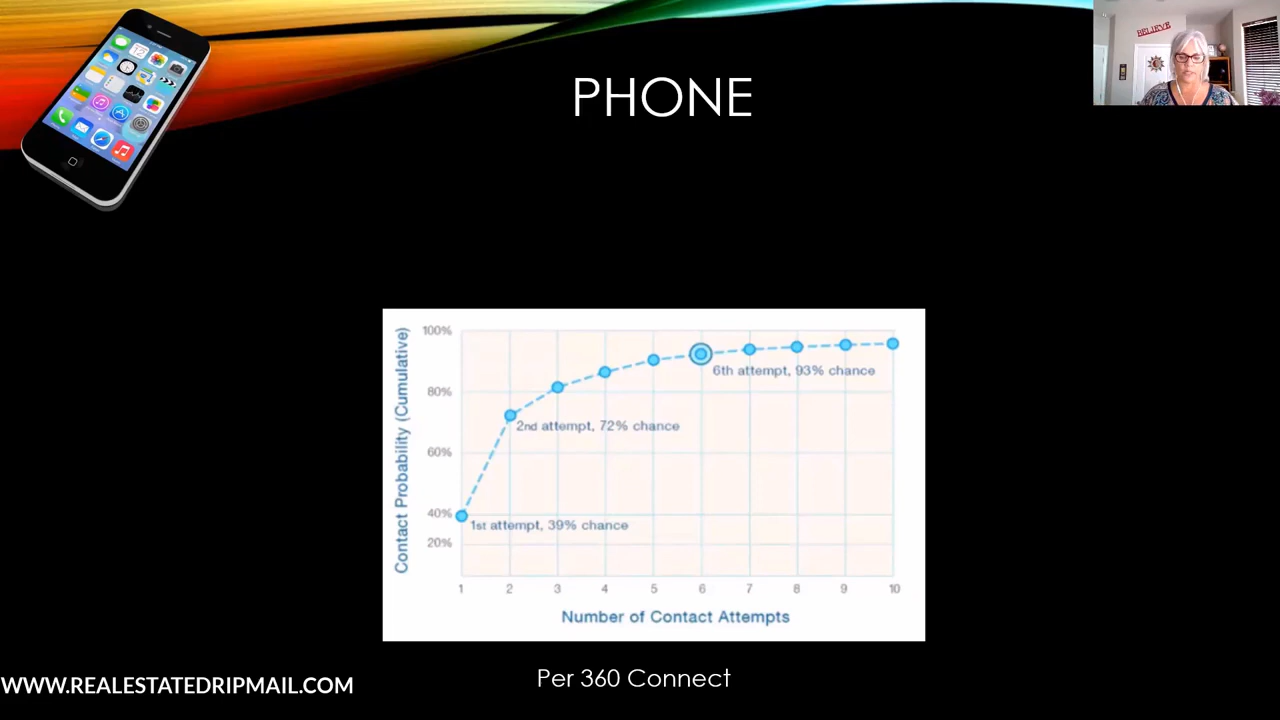 BELIEVE
PHONE
Contact Probability (Cumulative)
100%
80%
60%
40%
20%
6th attempt, 93% chance
2nd attempt, 72% chance
1st attempt, 39% chance
1 2 3 4 5 6 7 8 9 10
Number of Contact Attempts
Per 360 Connect
WWW.REALESTATEDRIPMAIL.COM